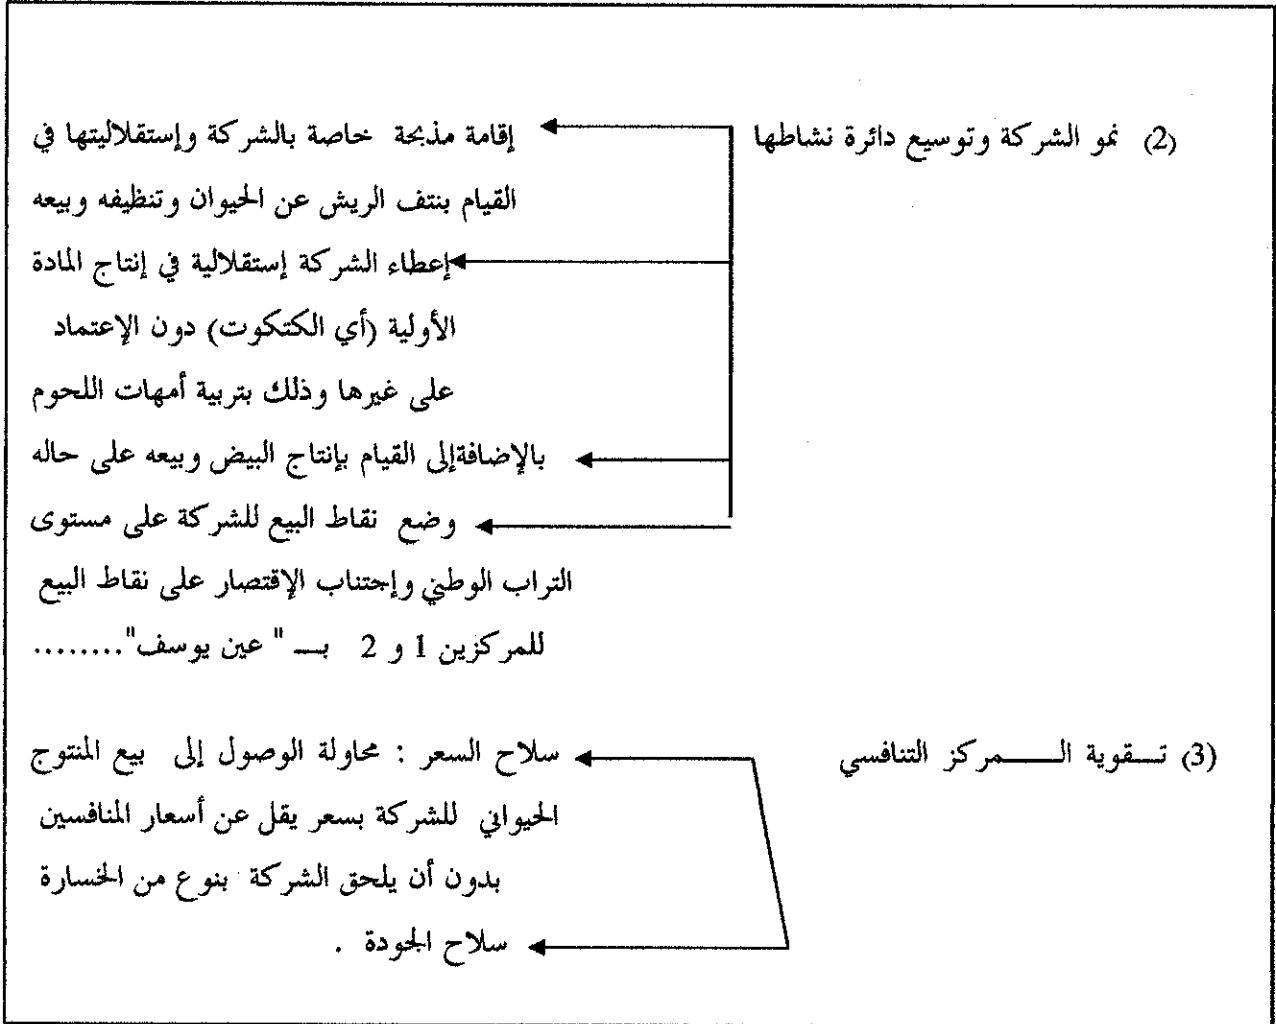 (2) نمو الشركة وتوسيع دائرة نشاطها
إقامة مذبحة خاصة بالشركة وإستقلاليتها في
القيام بنتف الريش عن الحيوان وتنظيفه وبيعه
إعطاء الشركة إستقلالية في إنتاج المادة
الأولية (أي الكتكوت) دون الإعتماد
على غيرها وذلك بتربية أمهات اللحوم
بالإضافةإلى القيام بإنتاج البيض وبيعه على حاله
وضع نقاط البيع للشركة على مستوى
التراب الوطني وإجتناب الإقتصار على نقاط البيع
للمركزين 1 و 2 بــ " عين يوسف"........
(3) تــقوية الـــــمركز التنافسي
سلاح السعر : محاولة الوصول إلى بيع المنتوج
الحيواني للشركة بسعر يقل عن أسعار المنافسين
بدون أن يلحق الشركة بنوع من الخسارة
سلاح الجودة .